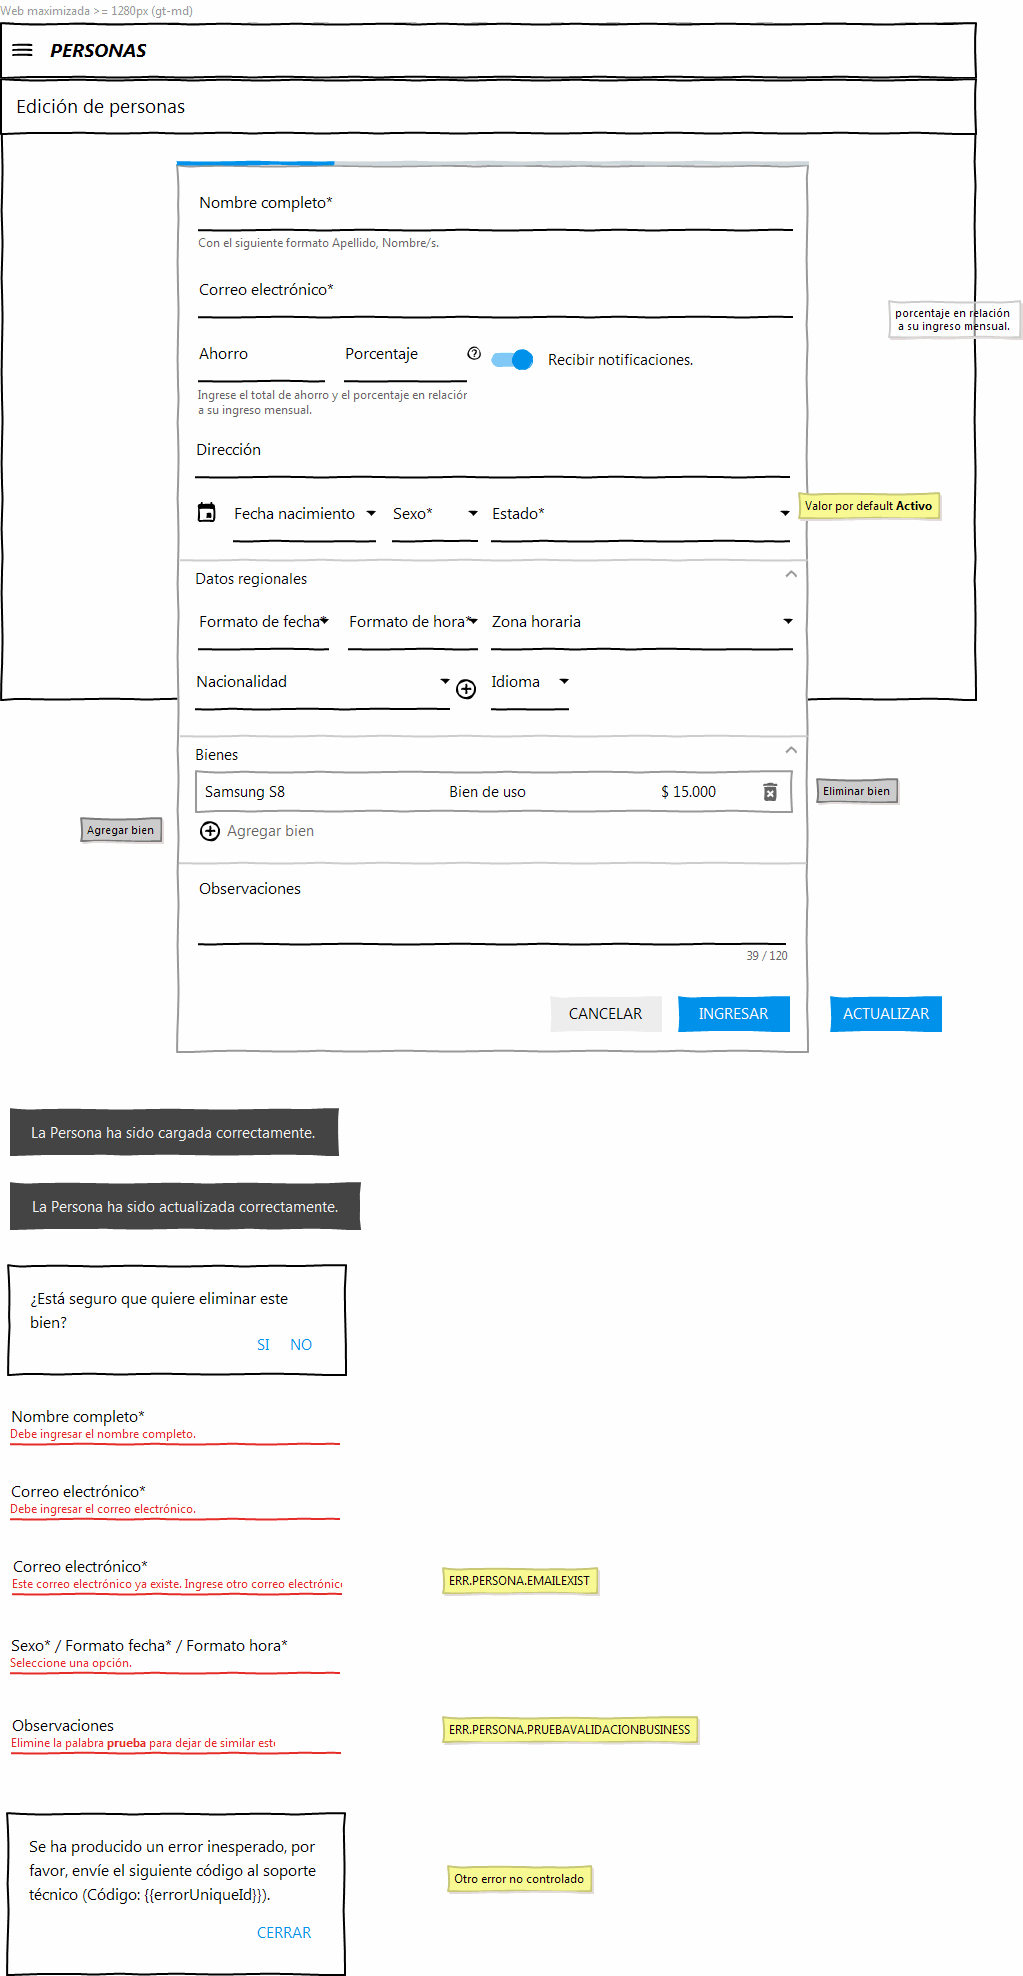 Web maximizada >= 1280px (gt-md)
PERSONAS
Edición de personas
Nombre completo*
Con el siguiente formato Apellido, Nombre/s.
Correo electrónico*
porcentaje en relación
a su ingreso mensual.
Ahorro
Porcentaje
Recibir notificaciones.
Ingrese el total de ahorro y el porcentaje en relación
a su ingreso mensual.
Dirección
Fecha nacimiento
Sexo*
Estado*
Valor por default Activo
Datos regionales
Formato de fecha*
Formato de hora*
Zona horaria
Nacionalidad
Idioma
Bienes
Samsung S8
Bien de uso
$ 15.000
Eliminar bien
Agregar bien
Agregar bien
Observaciones
39 / 120
CANCELAR
INGRESAR
ACTUALIZAR
La Persona ha sido cargada correctamente.
La Persona ha sido actualizada correctamente.
¿Está seguro que quiere eliminar este
bien?
SI NO
Nombre completo*
Debe ingresar el nombre completo.
Correo electrónico*
Debe ingresar el correo electrónico.
Correo electrónico*
Este correo electrónico ya existe. Ingrese otro correo electrónic
ERR.PERSONA.EMAILEXIST
Sexo* / Formato fecha* / Formato hora*
Seleccione una opción.
Observaciones
Elimine la palabra prueba para dejar de similar est
ERR.PERSONA.PRUEBAVALIDACIONBUSINESS
Se ha producido un error inesperado, por
favor, envíe el siguiente código al soporte
técnico (Código: {{errorUniqueId}}).
CERRAR
Otro error no controlado